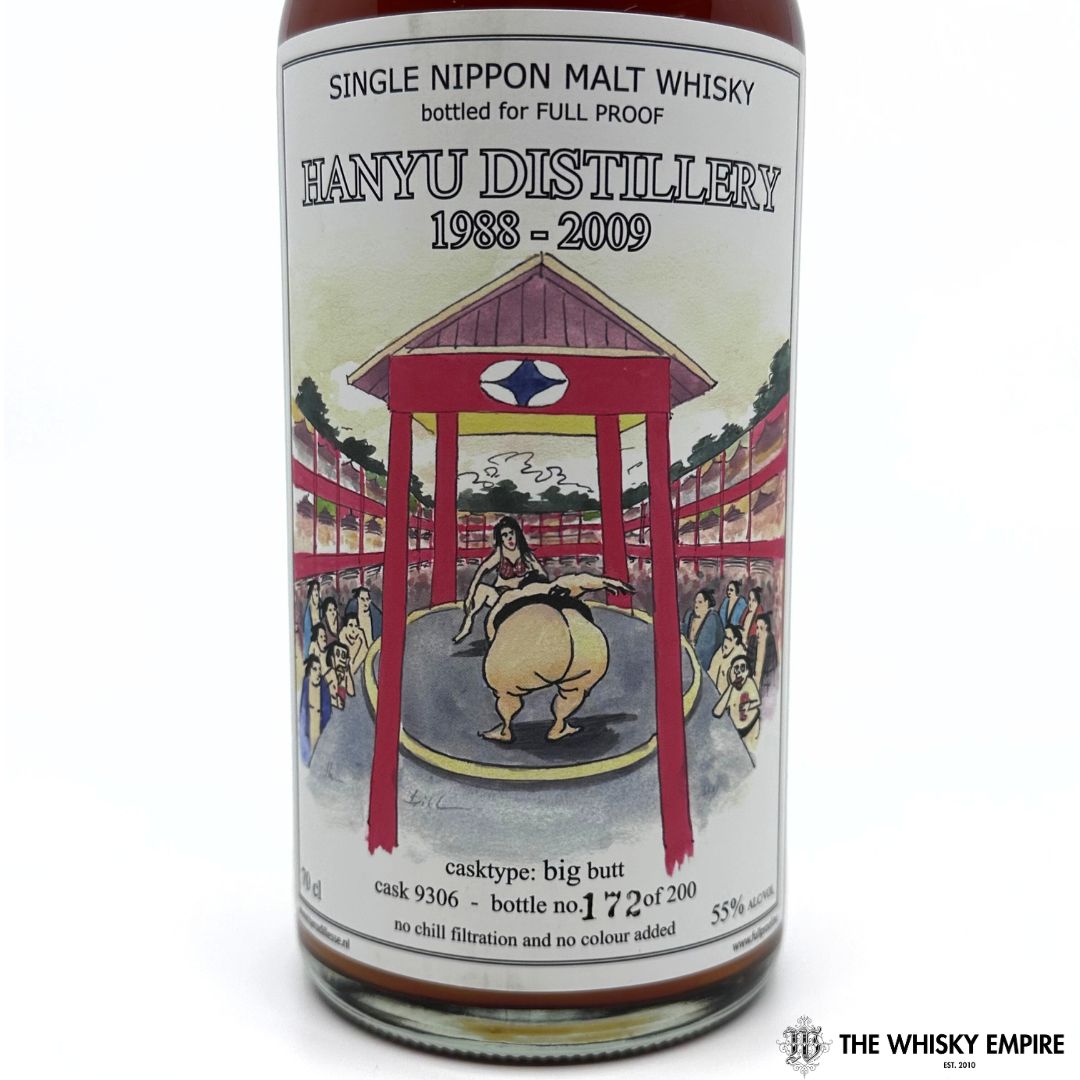 SINGLE NIPPON MALT WHISKY
bottled for FULL PROOF
HANYU DISTILLERY
1988 - 2009
casktype: big butt
cask 9306 - bottle no. 172 of 200
cl
55% ALC/VOL
no chill filtration and no colour added
THE WHISKY EMPIRE
EST. 2010